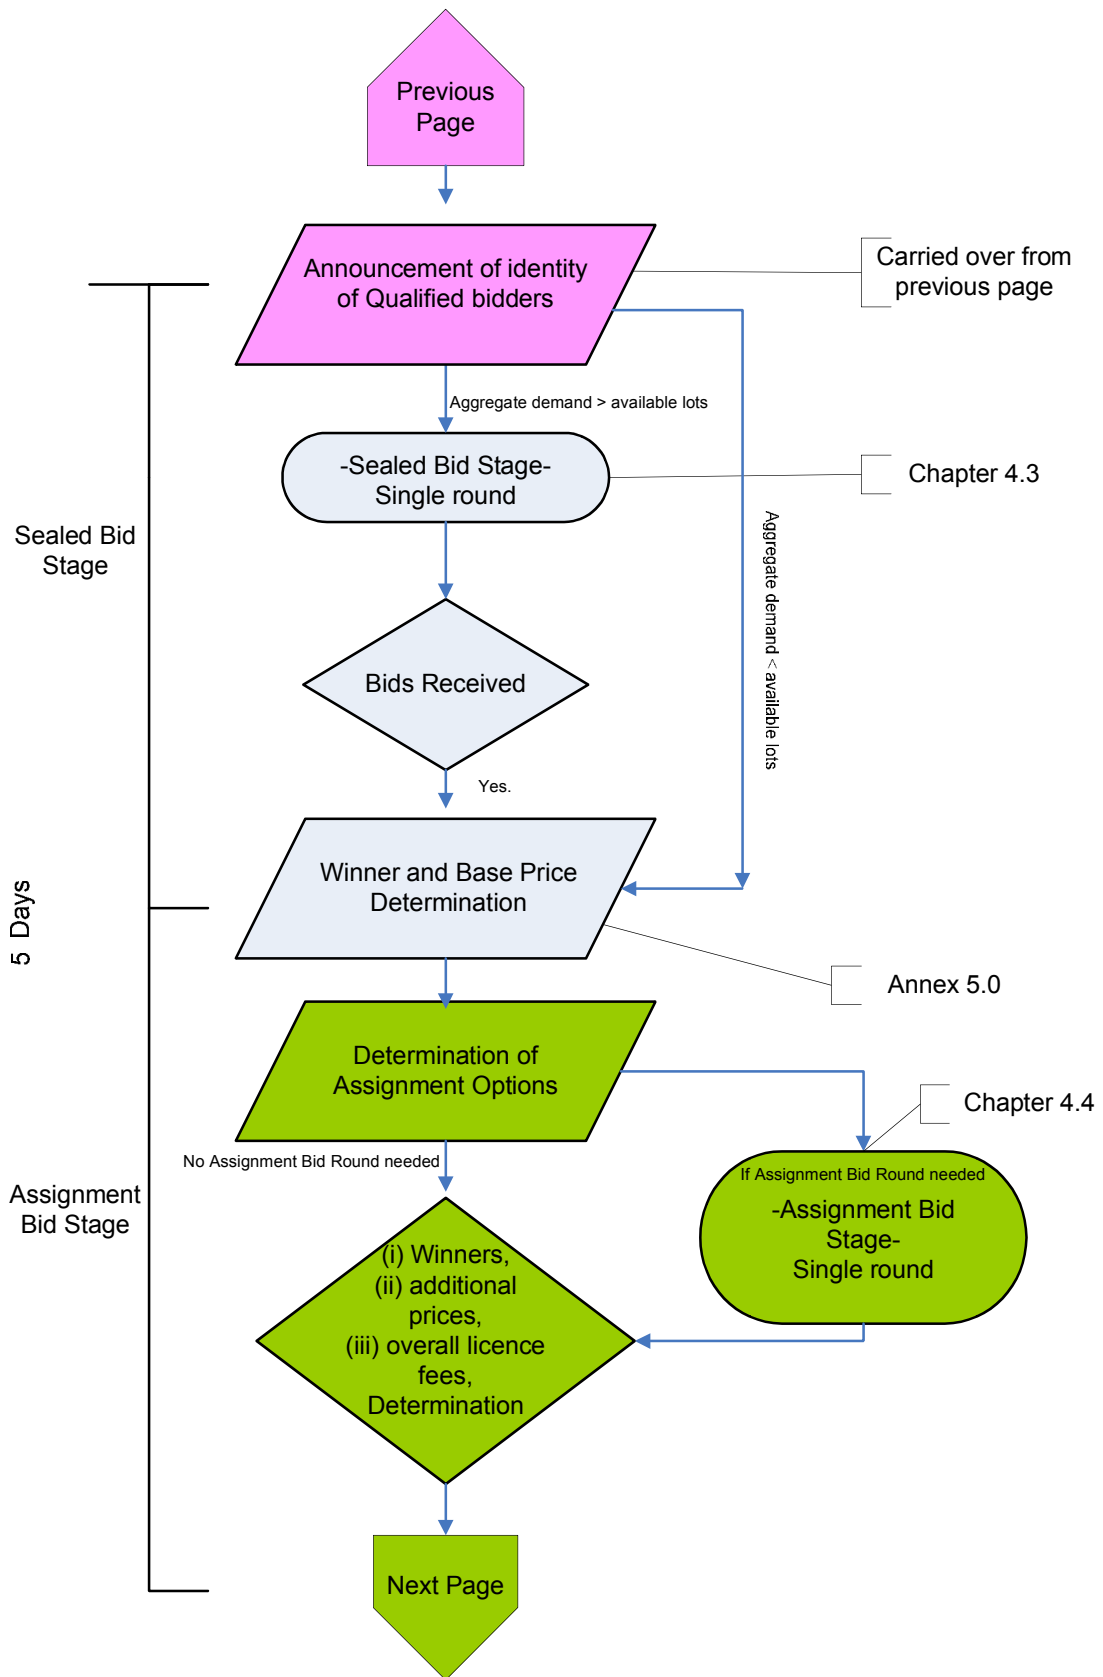 Previous
Page
Announcement of identity
of Qualified bidders
Carried over from
previous page
Aggregate demand > available lots
-Sealed Bid Stage-
Single round
Chapter 4.3
Sealed Bid
Stage
Aggregate demand < available lots
Bids Received
Yes.
Winner and Base Price
Determination
5 Days
Annex 5.0
Determination of
Assignment Options
Chapter 4.4
No Assignment Bid Round needed
If Assignment Bid Round needed
-Assignment Bid
Stage-
Single round
Assignment
Bid Stage
(i) Winners,
(ii) additional
prices,
(iii) overall licence
fees,
Determination
Next Page